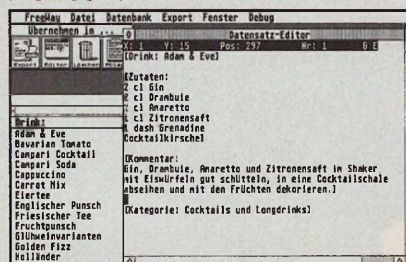 FreeWay Datei Datenbank Export Fenster Debug
Übernehmen in ...
Export Editor Löschen
Drink:
Adam & Eve
Bavarian Tomato
Campari Cocktail
Campari Soda
Cappuccino
Carrot Mix
Eiertee
Englischer Punsch
Friesischer Tee
Fruchtpunsch
Glühweinvarianten
Golden Fizz
Holländer
Datensatz-Editor
X: 1 Y: 15 Pos: 297 Nr: 1 G E
[Drink: Adam & Eve]
[Zutaten:
2 cl Gin
2 cl Drambuie
cl Amaretto
cl Zitronensaft
1 dash Grenadine
Cocktailkirsche]
[Kommentar:
Gin, Drambuie, Amaretto und Zitronensaft im Shaker
mit Eiswürfeln gut schütteln, in eine Cocktailschale
abseihen und mit den Früchten dekorieren.]
[Kategorie: Cocktails und Longdrinks]